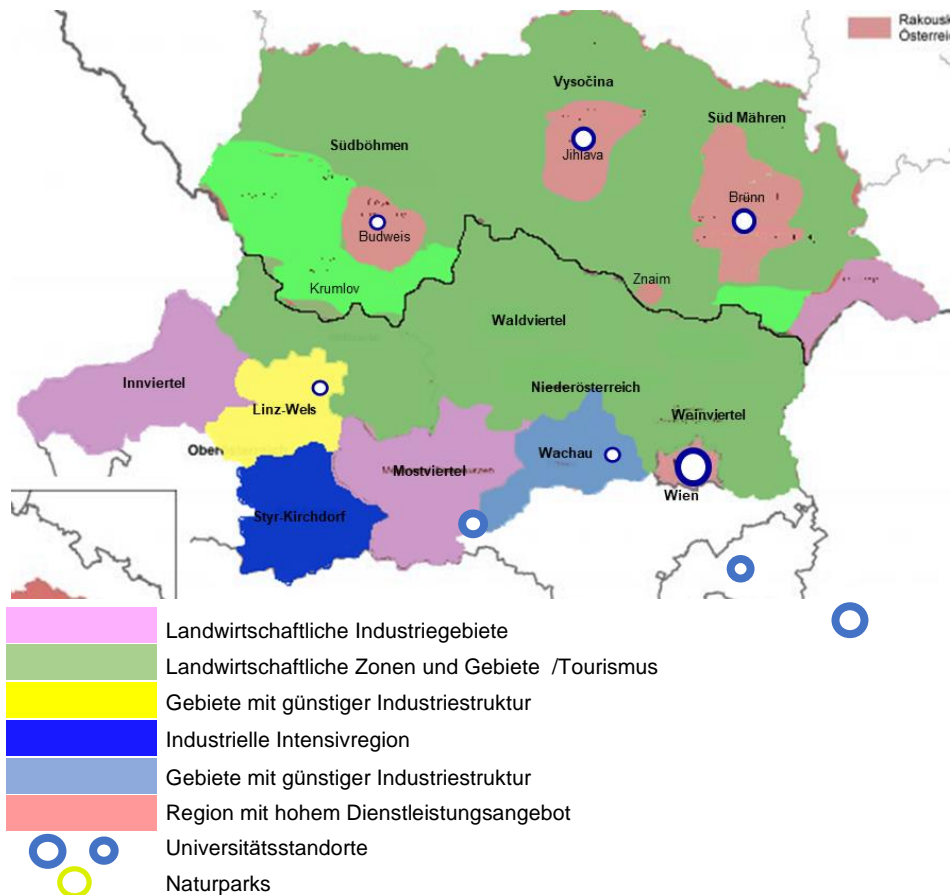 Rakousk
Österreic
Vysočina
Süd Mähren
Südböhmen
Jihlava
Brünn
Budweis
Znaim
Krumlov
Waldviertel
Innviertel
Niederösterreich
Linz-Wels
Weinviertel
Wachau
Mostviertel
Wien
Styr-Kirchdorf
Landwirtschaftliche Industriegebiete
Landwirtschaftliche Zonen und Gebiete /Tourismus
Gebiete mit günstiger Industriestruktur
Industrielle Intensivregion
Gebiete mit günstiger Industriestruktur
Region mit hohem Dienstleistungsangebot
Universitätsstandorte
Naturparks